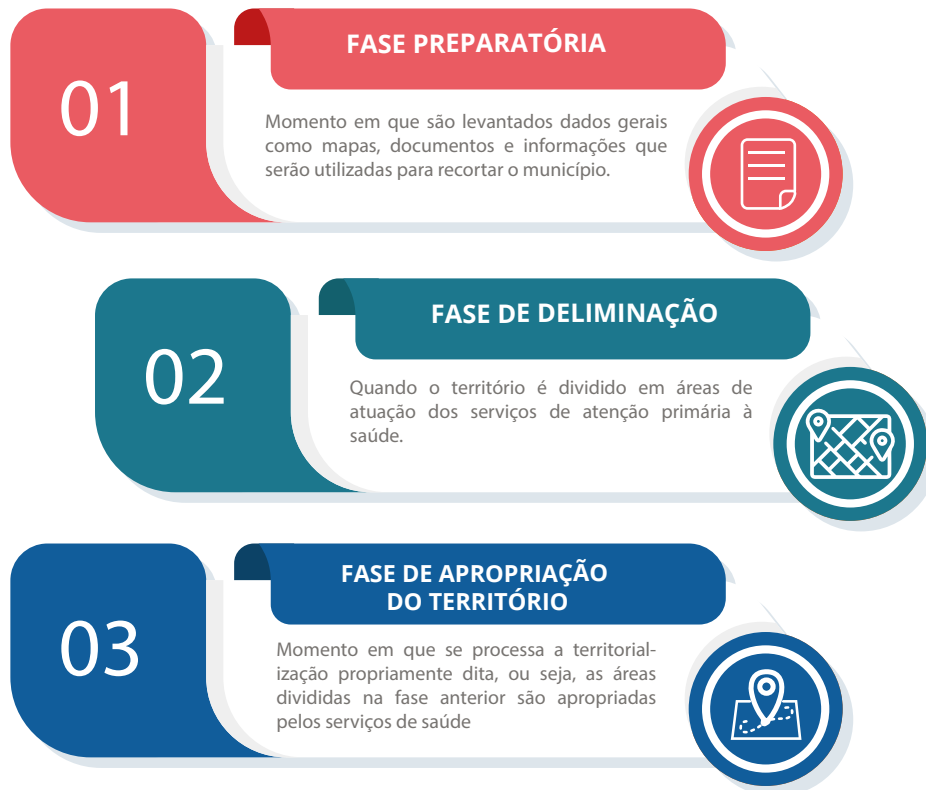 01
FASE PREPARATÓRIA
Momento em que são levantados dados gerais
como mapas, documentos e informações que
serão utilizadas para recortar o município.
02
FASE DE DELIMINAÇÃO
Quando o território é dividido em áreas de
atuação dos serviços de atenção primária à
saúde.
03
FASE DE APROPRIAÇÃO
DO TERRITÓRIO
Momento em que se processa a territorial-
ização propriamente dita, ou seja, as áreas
divididas na fase anterior são apropriadas
pelos serviços de saúde